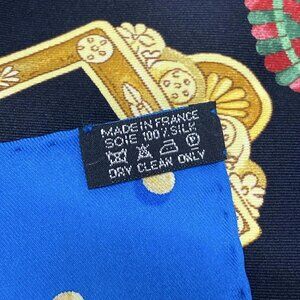 MADE IN FRANCE
SOIE 100% SILK
DRY CLEAN ONLY